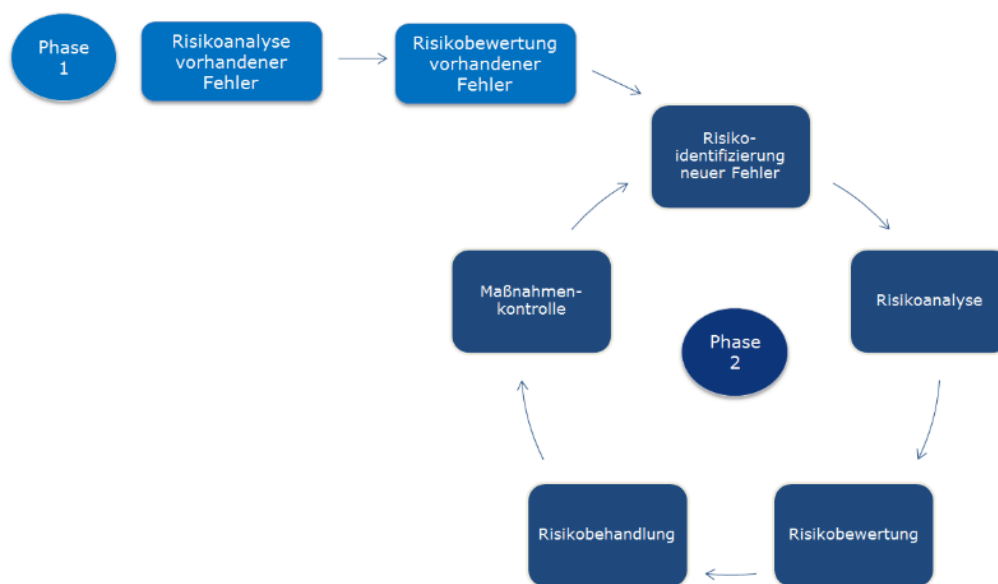 Phase
1
Risikoanalyse
vorhandener
Fehler
Risikobewertung
vorhandener
Fehler
Risiko-
identifizierung
neuer Fehler
Risikoanalyse
Risikobewertung
Risikobehandlung
Maßnahmen-
kontrolle
Phase
2